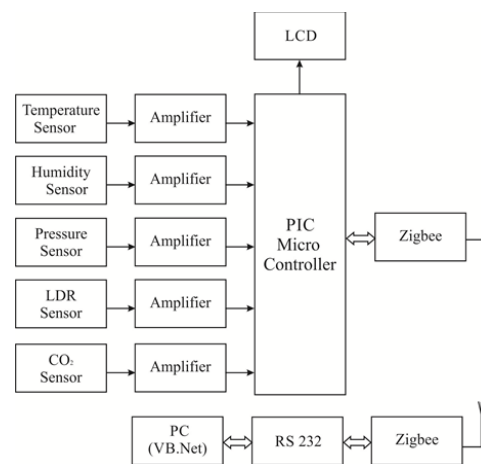 LCD
Temperature
Sensor
Amplifier
Humidity
Sensor
Amplifier
Pressure
Sensor
Amplifier
LDR
Sensor
Amplifier
CO₂
Sensor
Amplifier
PIC
Micro
Controller
Zigbee
PC
(VB.Net)
RS 232
Zigbee